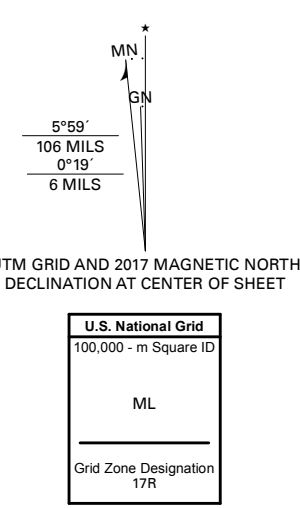 ★
MN
GN
5°59´
106 MILS
0°19´
6 MILS
UTM GRID AND 2017 MAGNETIC NORTH
DECLINATION AT CENTER OF SHEET
U.S. National Grid
100,000 - m Square ID
ML
Grid Zone Designation
17R